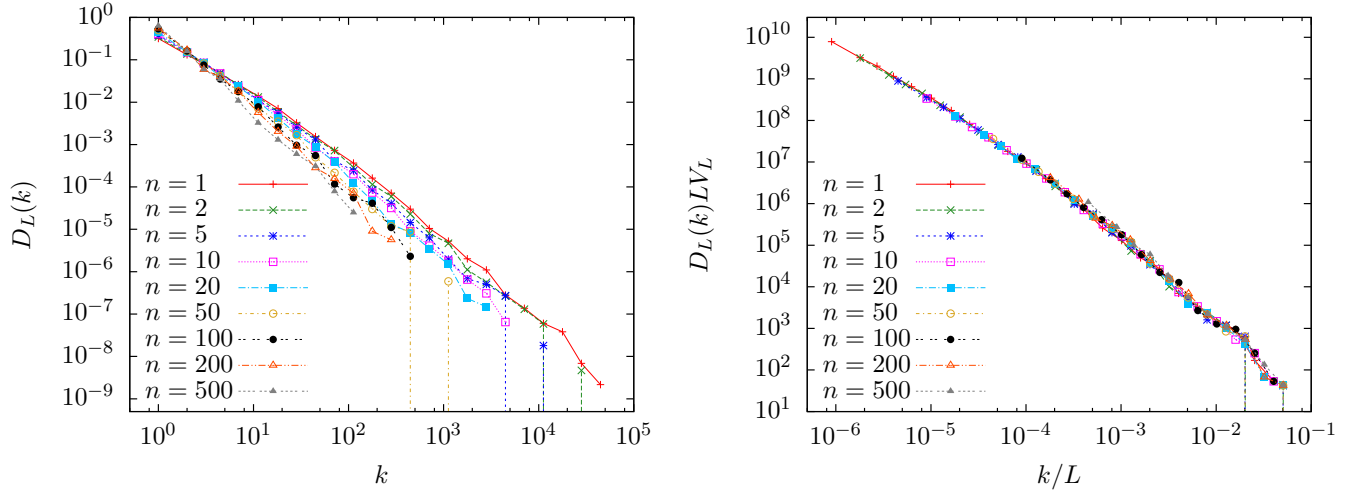 10^0
10^-1
10^-2
10^-3
10^-4
10^-5
10^-6
10^-7
10^-8
10^-9
D_L(k)
n = 1
n = 2
n = 5
n = 10
n = 20
n = 50
n = 100
n = 200
n = 500
10^0 10^1 10^2 10^3 10^4 10^5
k
10^10
10^9
10^8
10^7
10^6
10^5
10^4
10^3
10^2
10^1
D_L(k)LV_L
n = 1
n = 2
n = 5
n = 10
n = 20
n = 50
n = 100
n = 200
n = 500
10^-6 10^-5 10^-4 10^-3 10^-2 10^-1
k/L